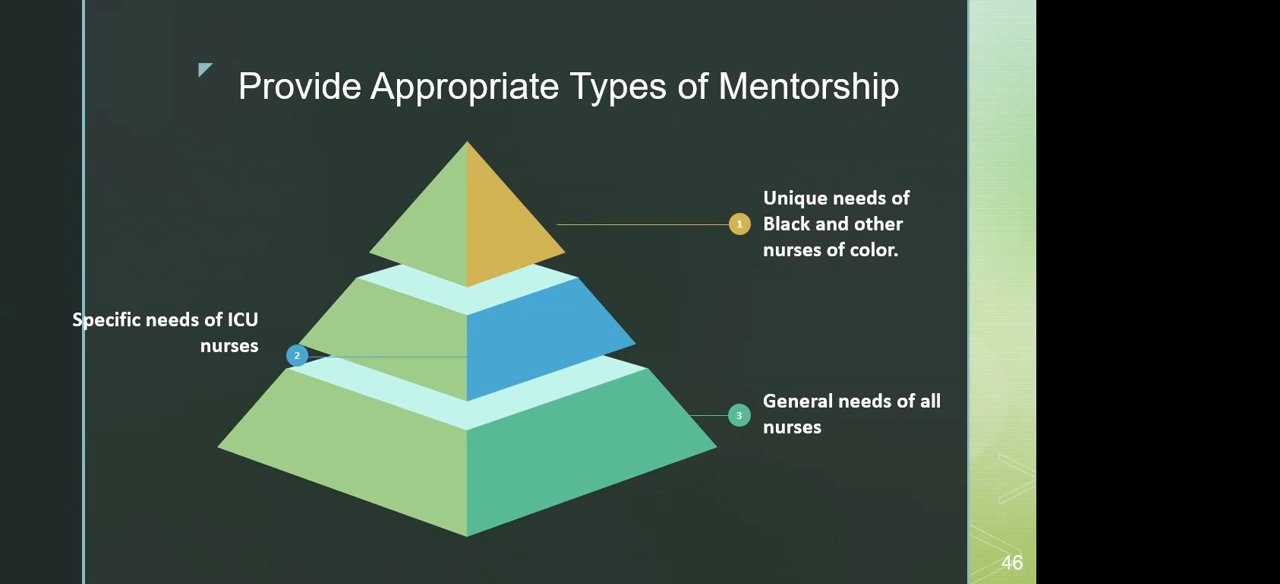 Provide Appropriate Types of Mentorship
1
Unique needs of
Black and other
nurses of color.
Specific needs of ICU
nurses
2
3
General needs of all
nurses
46